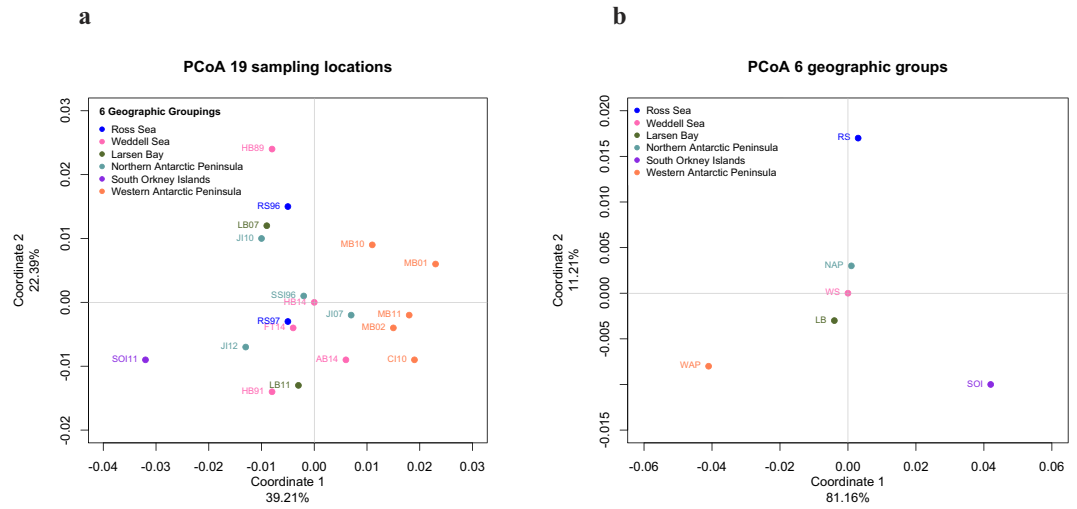 a
PCoA 19 sampling locations
6 Geographic Groupings
Ross Sea
Weddell Sea
Larsen Bay
Northern Antarctic Peninsula
South Orkney Islands
Western Antarctic Peninsula
HB89
RS96
LB07
JI10
MB10
MB01
SSI96
HB14
JI07
MB11
RS97
FT14
MB02
JI12
SOI11
AB14
CI10
LB11
HB91
0.03
0.02
0.01
0.00
-0.01
-0.02
Coordinate 2
22.39%
-0.04 -0.03 -0.02 -0.01 0.00 0.01 0.02 0.03
Coordinate 1
39.21%
b
PCoA 6 geographic groups
Ross Sea
Weddell Sea
Larsen Bay
Northern Antarctic Peninsula
South Orkney Islands
Western Antarctic Peninsula
RS
NAP
WS
LB
WAP
SOI
0.020
0.015
0.010
0.005
0.000
-0.005
-0.015
Coordinate 2
11.21%
-0.06 -0.04 -0.02 0.00 0.02 0.04 0.06
Coordinate 1
81.16%